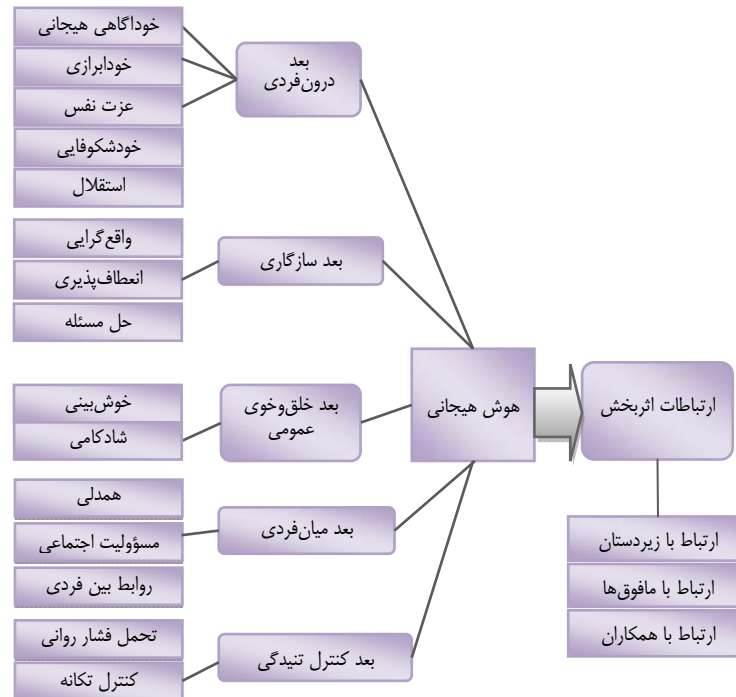 خودآگاهی هیجانی
خودابرازی
عزت نفس
خودشکوفایی
استقلال
بعد
درون‌فردی
واقع‌گرایی
انعطاف‌پذیری
حل مسئله
بعد سازگاری
خوش‌بینی
شادکامی
بعد خلق‌وخوی
عمومی
همدلی
مسؤولیت اجتماعی
روابط بین فردی
بعد میان‌فردی
تحمل فشار روانی
کنترل تکانه
بعد کنترل تنیدگی
هوش هیجانی
ارتباطات اثربخش
ارتباط با زیردستان
ارتباط با مافوق‌ها
ارتباط با همکاران